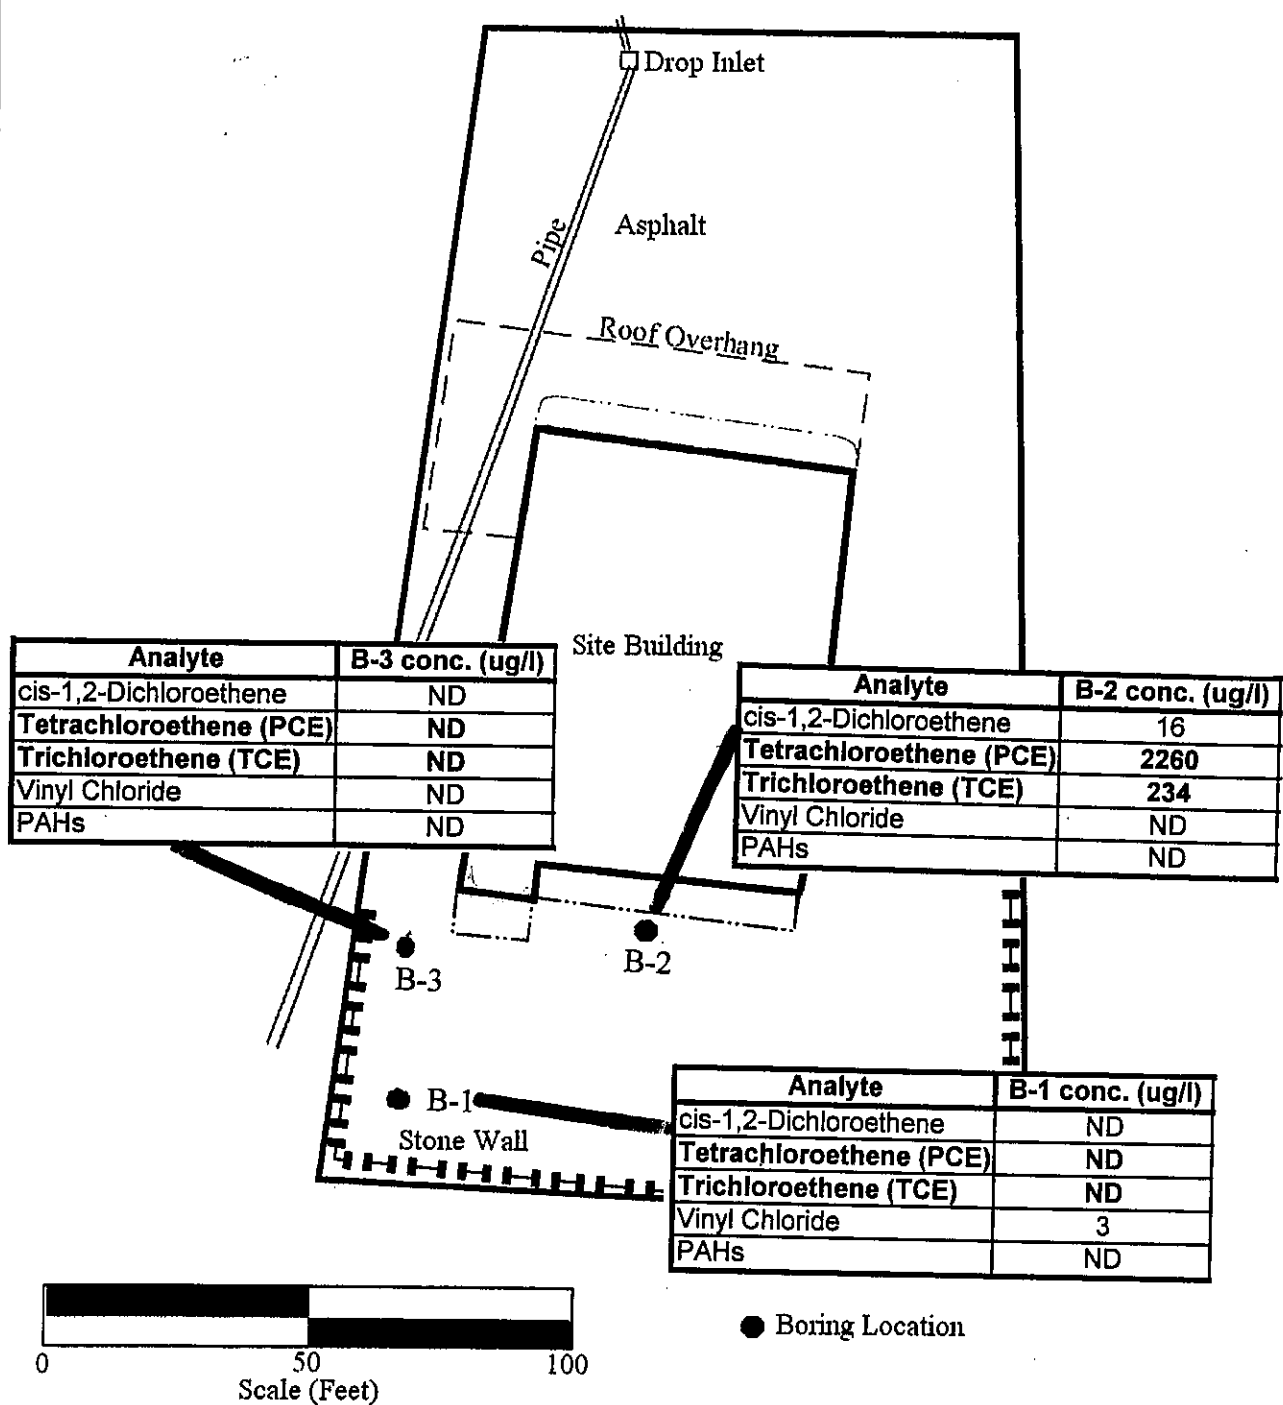 Drop Inlet
Pipe
Asphalt
Roof Overhang
Site Building
Analyte B-3 conc. (ug/l)
cis-1,2-Dichloroethene ND
Tetrachloroethene (PCE) ND
Trichloroethene (TCE) ND
Vinyl Chloride ND
PAHs ND
Analyte B-2 conc. (ug/l)
cis-1,2-Dichloroethene 16
Tetrachloroethene (PCE) 2260
Trichloroethene (TCE) 234
Vinyl Chloride ND
PAHs ND
B-3
B-2
B-1
Stone Wall
Analyte B-1 conc. (ug/l)
cis-1,2-Dichloroethene ND
Tetrachloroethene (PCE) ND
Trichloroethene (TCE) ND
Vinyl Chloride 3
PAHs ND
0 50 100
Scale (Feet)
Boring Location